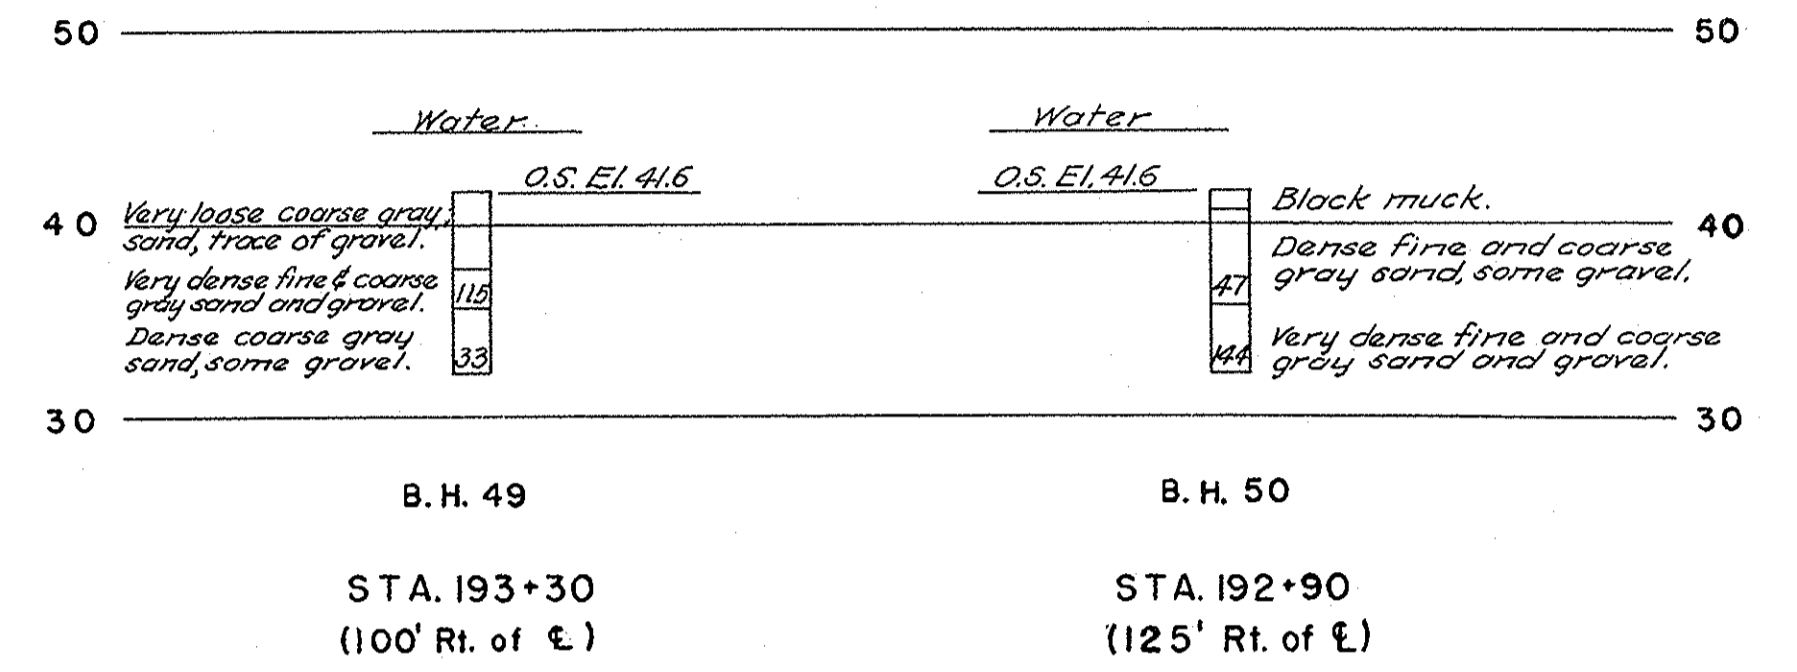 50 50
Water Water
O.S. El. 41.6 O.S. El. 41.6
Very loose coarse gray
sand, trace of gravel.
Black muck.
40 40
Dense fine and coarse
gray sand, some gravel.
Very dense fine & coarse
gray sand and gravel.
115
47
Dense coarse gray
sand, some gravel.
33
144
Very dense fine and coarse
gray sand and gravel.
30 30
B. H. 49 B. H. 50
STA. 193+30 STA. 192+90
(100' Rt. of ℄) (125' Rt. of ℄)